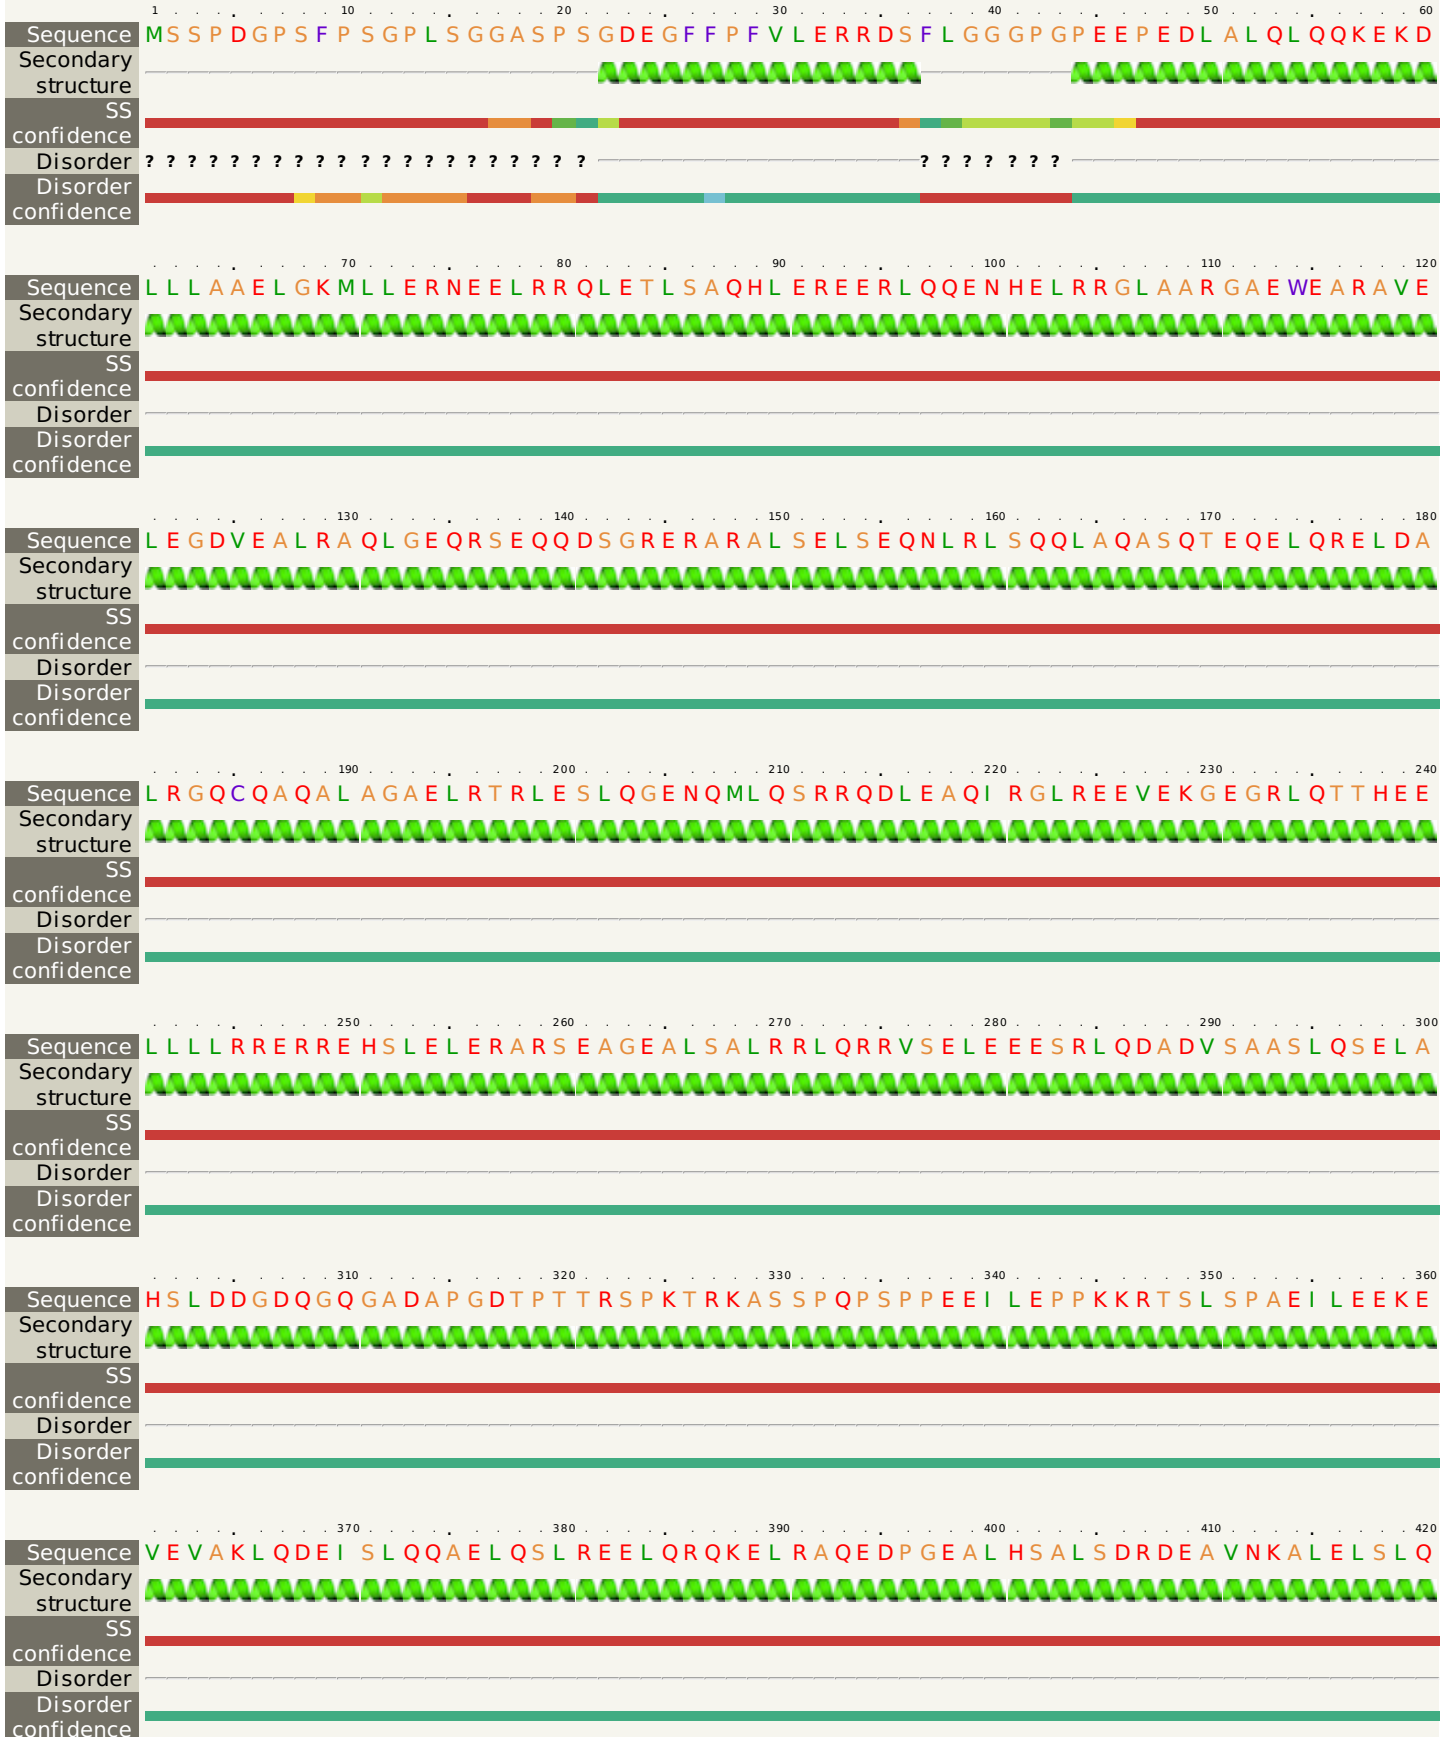 1 10 20 30 40 50 60
Sequence MSSPDGPSFPSGPLSGGASPSGDEGFFPFVLERRDSFLGGGPGPEEPEDLALQLQQKEKD
Secondary
structure
SS
confidence
Disorder ? ? ? ? ? ? ? ? ? ? ? ? ? ? ? ? ? ? ? ? ? ? ? ? ? ? ? ?
Disorder
confidence
70 80 90 100 110 120
Sequence LLLAAELGKMLLERNEELRRQLETLSAQHLEREERLQQENHELRRGLAARGAEWEARAVE
Secondary
structure
SS
confidence
Disorder
Disorder
confidence
130 140 150 160 170 180
Sequence LEGDVEALRAQLGEQRSEQQDSGRERARALSELSEQNLRLSQQLAQASQTEQELQRELDA
Secondary
structure
SS
confidence
Disorder
Disorder
confidence
190 200 210 220 230 240
Sequence LRGQCQAQALAGAELRTRLESLQGENQMLQSRRQDLEAQIRGLREEVEKGEGRLQTTHEE
Secondary
structure
SS
confidence
Disorder
Disorder
confidence
250 260 270 280 290 300
Sequence LLLLRRERREHSLELERARSEAGEALSALRRLQRRVSELEEESRLQDADVSAASLQSELA
Secondary
structure
SS
confidence
Disorder
Disorder
confidence
310 320 330 340 350 360
Sequence HSLDDGDQGQGADAPGDTPTTRSPKTRKASSPQPSPPEEILEPPKKRTSLSPAEILEEKE
Secondary
structure
SS
confidence
Disorder
Disorder
confidence
370 380 390 400 410 420
Sequence VEVAKLQDEISLQQAELQSLREELQRQKELRAQEDPGEALHSALSDRDEAVNKALELSLQ
Secondary
structure
SS
confidence
Disorder
Disorder
confidence